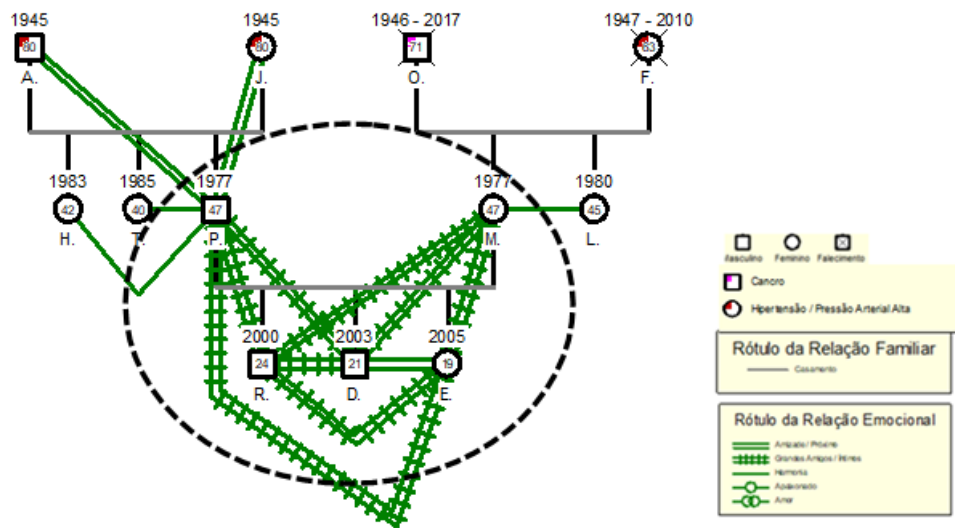 1945
1945
1946 - 2017
1947 - 2010
80
80
71
63
A.
J.
O.
F.
1983
1985
1977
1977
1980
42
40
47
47
45
H.
T.
P.
M.
L.
2000
2003
2005
24
21
19
R.
D.
E.
Masculino
Feminino
Falecimento
Cancro
Hipertensão / Pressão Arterial Alta
Rótulo da Relação Familiar
Casamento
Rótulo da Relação Emocional
Amizade / Próximo
Grandes Amigos / Íntimos
Harmonia
Apaixonado
Amor